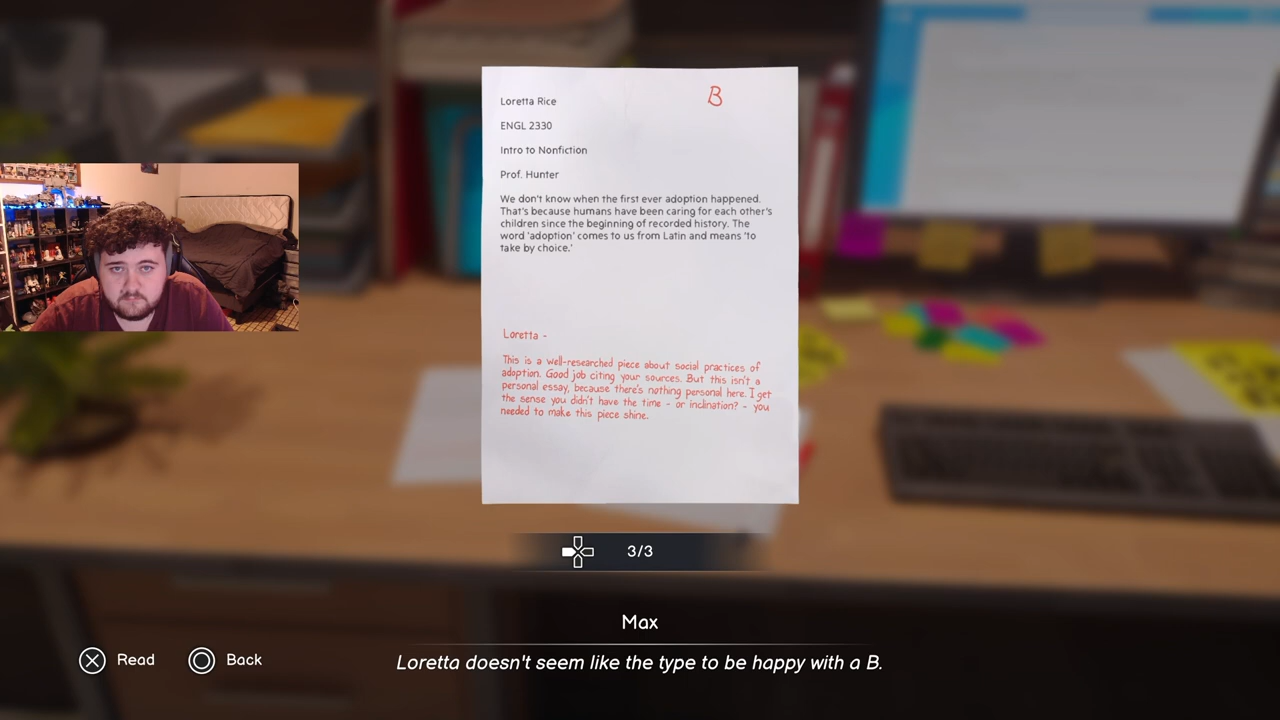 B
Loretta Rice
ENGL 2330
Intro to Nonfiction
Prof. Hunter
We don't know when the first ever adoption happened.
That's because humans have been caring for each other's
children since the beginning of recorded history. The
word 'adoption' comes to us from Latin and means 'to
take by choice.'
Loretta -
This is a well-researched piece about social practices of
adoption. Good job citing your sources. But this isn't a
personal essay, because there's nothing personal here. I get
the sense you didn't have the time - or inclination? - you
needed to make this piece shine.
3/3
Max
Read
Back
Loretta doesn't seem like the type to be happy with a B.